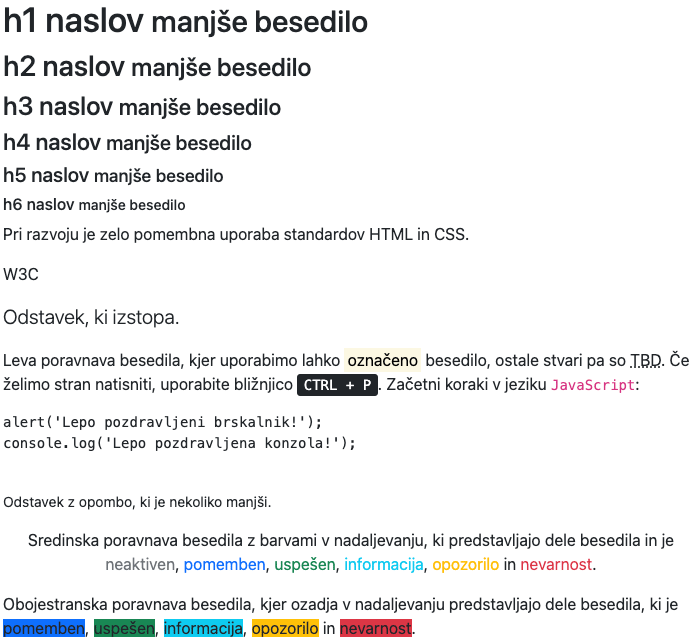 h1 naslov manjše besedilo
h2 naslov manjše besedilo
h3 naslov manjše besedilo
h4 naslov manjše besedilo
h5 naslov manjše besedilo
h6 naslov manjše besedilo
Pri razvoju je zelo pomembna uporaba standardov HTML in CSS.
W3C
Odstavek, ki izstopa.
Leva poravnava besedila, kjer uporabimo lahko označeno besedilo, ostale stvari pa so TBD. Če
želimo stran natisniti, uporabite bližnjico CTRL + P. Začetni koraki v jeziku JavaScript:
alert('Lepo pozdravljeni brskalnik!');
console.log('Lepo pozdravljena konzola!');
Odstavek z opombo, ki je nekoliko manjši.
Sredinska poravnava besedila z barvami v nadaljevanju, ki predstavljajo dele besedila in je
neaktiven, pomemben, uspešen, informacija, opozorilo in nevarnost.
Obojestranska poravnava besedila, kjer ozadja v nadaljevanju predstavljajo dele besedila, ki je
pomemben, uspešen, informacija, opozorilo in nevarnost.